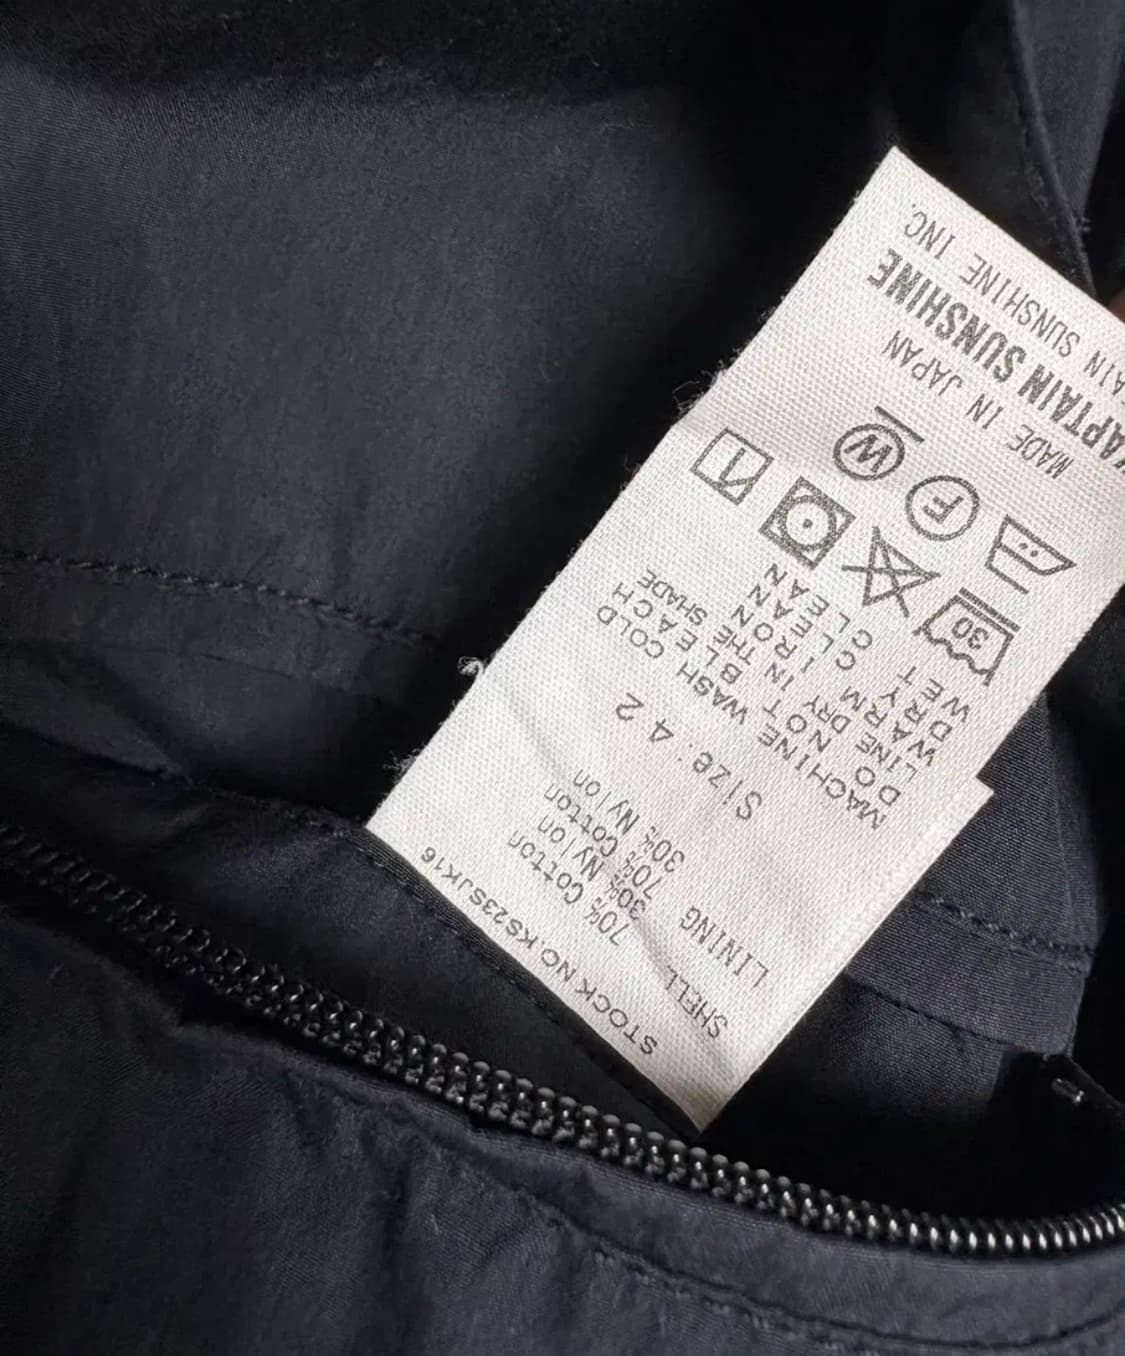 STOCK NO:KS23SJK16
SHELL 70% Cotton
30% Nylon
LINING 70% Cotton
30% Nylon
Size: 42
MACHINE WASH COLD
DO NOT BLEACH
LINE DRY IN THE SHADE
WARM IRON
DRY CLEAN
WET CLEAN
30
F W
MADE IN JAPAN
KAPTAIN SUNSHINE
SUNSHINE INC.